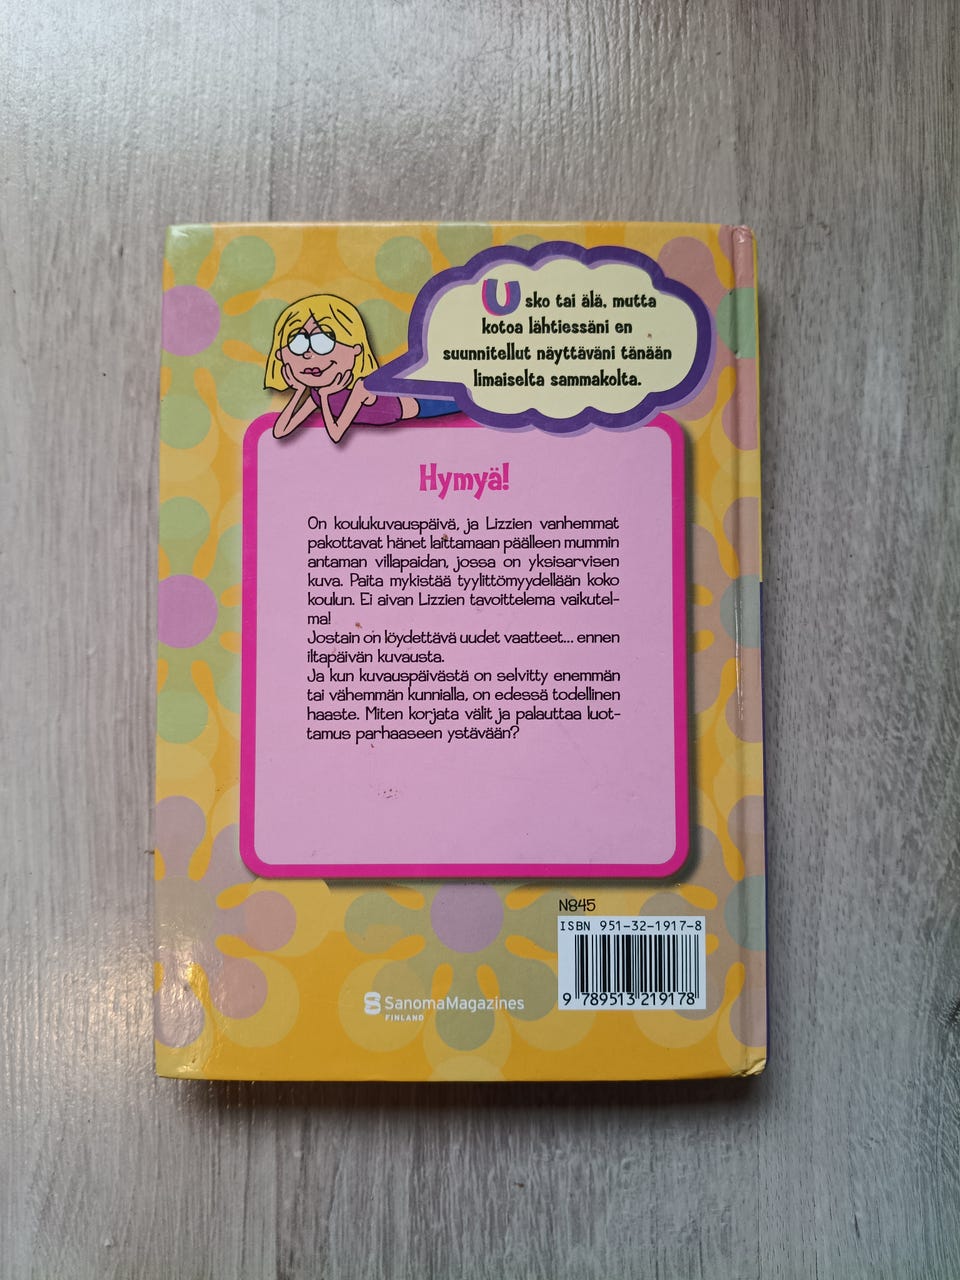 Usko tai älä, mutta
kotoa lähtiessäni en
suunnitellut näyttäväni tänään
limaiselta sammakolta.
Hymyä!
On koulukuvauspäivä, ja Lizzien vanhemmat
pakottavat hänet laittamaan päälleen mummin
antaman villapaidan, jossa on yksisarvisen
kuva. Paita mykistää tyylittömyydellään koko
koulun. Ei aivan Lizzien tavoittelema vaikutel-
ma!
Jostain on löydettävä uudet vaatteet... ennen
iltapäivän kuvausta.
Ja kun kuvauspäivästä on selvitty enemmän
tai vähemmän kunnialla, on edessä todellinen
haaste. Miten korjata välit ja palauttaa luot-
tamus parhaaseen ystävään?
N845
ISBN 951-32-1917-8
9 789513 219178
SanomaMagazines
FINLAND